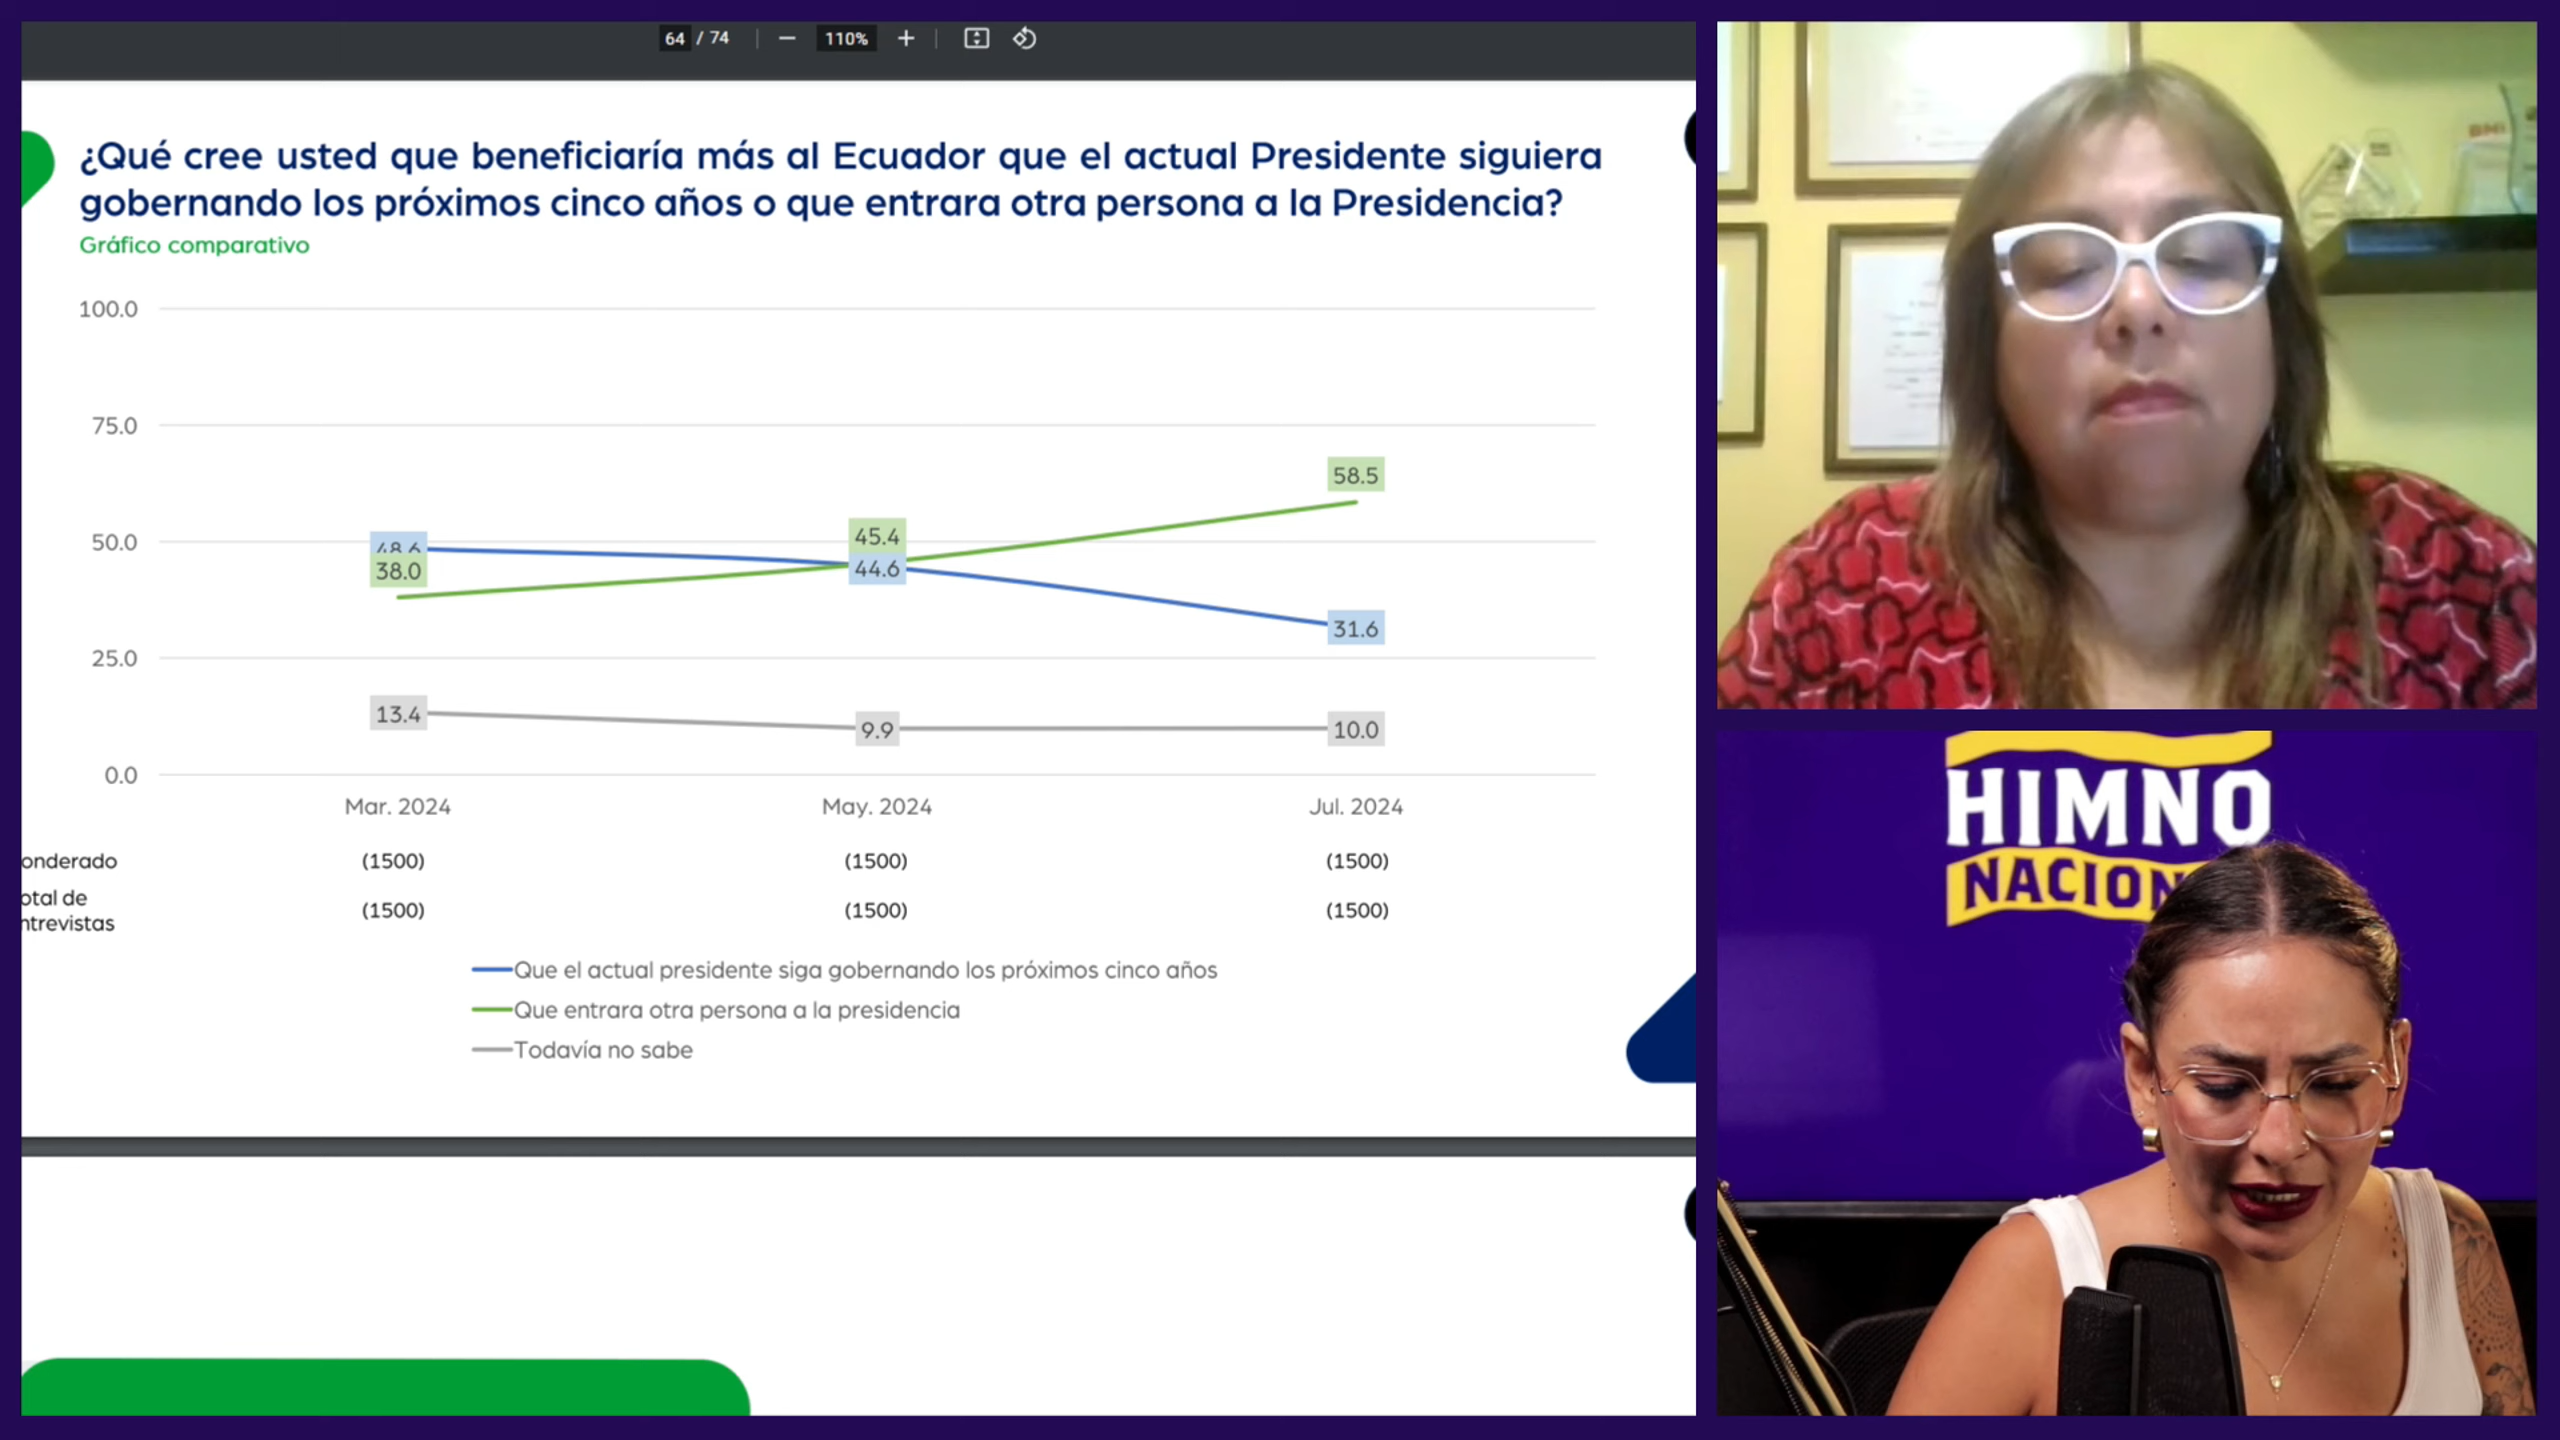 64 / 74
110%
¿Qué cree usted que beneficiaría más al Ecuador que el actual Presidente siguiera
gobernando los próximos cinco años o que entrara otra persona a la Presidencia?
Gráfico comparativo
100.0
75.0
50.0
25.0
0.0
48.6
38.0
45.4
44.6
58.5
31.6
13.4
9.9
10.0
Mar. 2024
May. 2024
Jul. 2024
onderado
(1500)
(1500)
(1500)
otal de
ntrevistas
(1500)
(1500)
(1500)
Que el actual presidente siga gobernando los próximos cinco años
Que entrara otra persona a la presidencia
Todavía no sabe
HIMNO
NACION